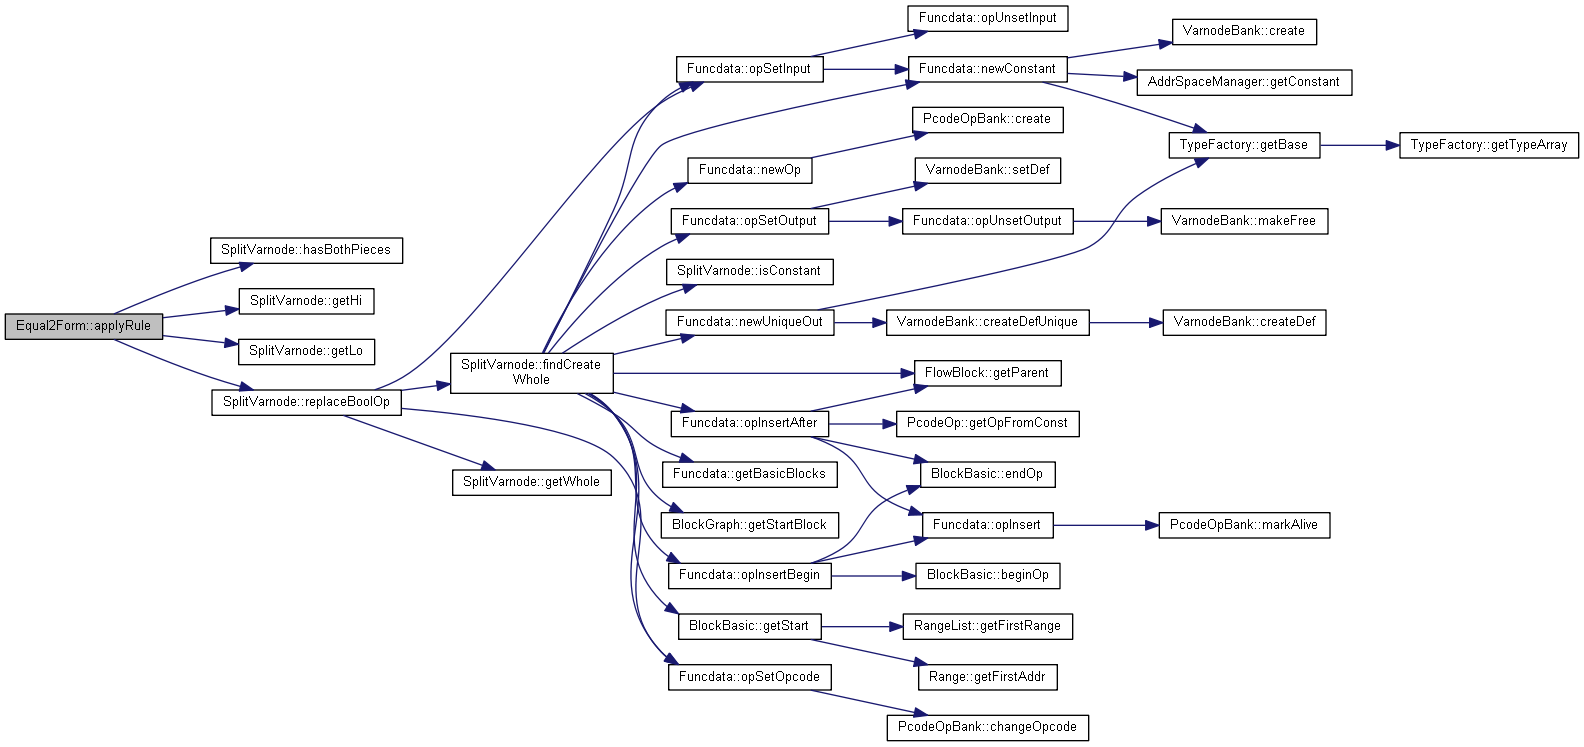 Funcdata::opUnsetInput
VarnodeBank::create
Funcdata::opSetInput
Funcdata::newConstant
AddrSpaceManager::getConstant
PcodeOpBank::create
TypeFactory::getBase
TypeFactory::getTypeArray
Funcdata::newOp
VarnodeBank::setDef
Funcdata::opSetOutput
Funcdata::opUnsetOutput
VarnodeBank::makeFree
SplitVarnode::hasBothPieces
SplitVarnode::isConstant
SplitVarnode::getHi
Equal2Form::applyRule
Funcdata::newUniqueOut
VarnodeBank::createDefUnique
VarnodeBank::createDef
SplitVarnode::getLo
SplitVarnode::findCreate
Whole
FlowBlock::getParent
SplitVarnode::replaceBoolOp
Funcdata::opInsertAfter
PcodeOp::getOpFromConst
Funcdata::getBasicBlocks
BlockBasic::endOp
SplitVarnode::getWhole
BlockGraph::getStartBlock
Funcdata::opInsert
PcodeOpBank::markAlive
Funcdata::opInsertBegin
BlockBasic::beginOp
BlockBasic::getStart
RangeList::getFirstRange
Funcdata::opSetOpcode
Range::getFirstAddr
PcodeOpBank::changeOpcode